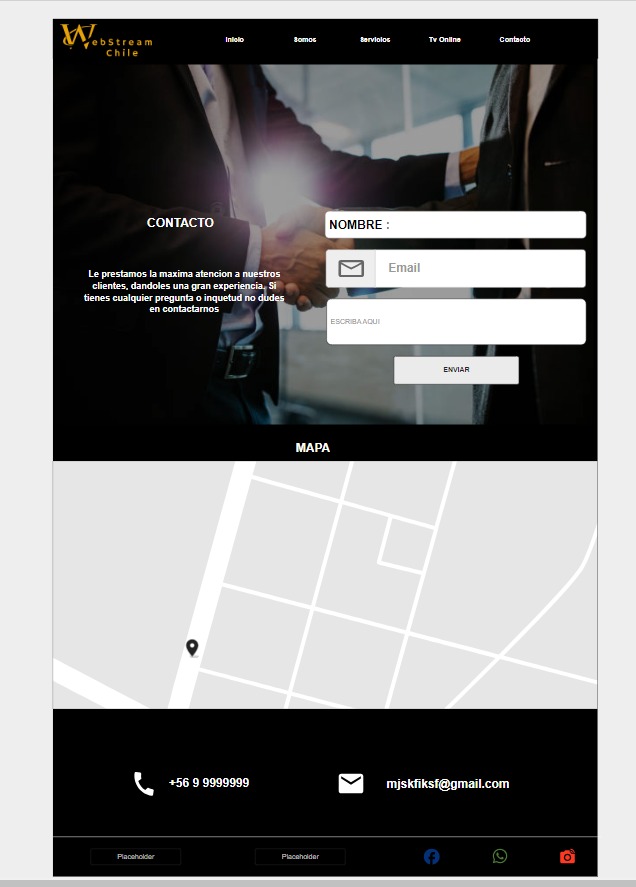 WebStream
Chile
Inicio
Somos
Servicios
Tv Online
Contacto
CONTACTO
Le prestamos la maxima atencion a nuestros
clientes, dandoles una gran experiencia. Si
tienes cualquier pregunta o inquetud no dudes
en contactarnos
NOMBRE :
Email
ESCRIBA AQUI
ENVIAR
MAPA
+56 9 9999999
mjskfiksf@gmail.com
Placeholder
Placeholder